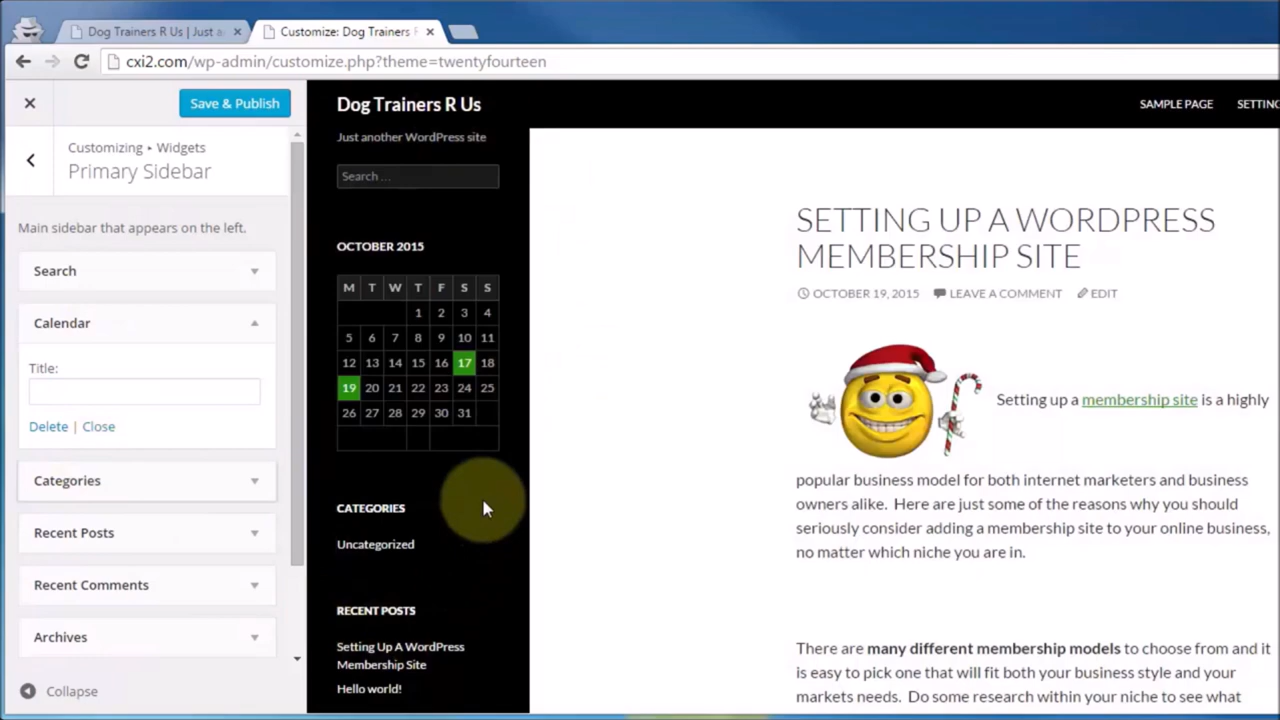 Dog Trainers R Us | Just a
Customize: Dog Trainers
cxi2.com/wp-admin/customize.php?theme=twentyfourteen
Save & Publish
Customizing ▸ Widgets
Primary Sidebar
Main sidebar that appears on the left.
Search
Calendar
Title:
Delete | Close
Categories
Recent Posts
Recent Comments
Archives
Collapse
Dog Trainers R Us
Just another WordPress site
Search ...
OCTOBER 2015
M T W T F S S
1 2 3 4
5 6 7 8 9 10 11
12 13 14 15 16 17 18
19 20 21 22 23 24 25
26 27 28 29 30 31
CATEGORIES
Uncategorized
RECENT POSTS
Setting Up A WordPress
Membership Site
Hello world!
SAMPLE PAGE
SETTING
SETTING UP A WORDPRESS
MEMBERSHIP SITE
OCTOBER 19, 2015 LEAVE A COMMENT EDIT
Setting up a membership site is a highly
popular business model for both internet marketers and business
owners alike. Here are just some of the reasons why you should
seriously consider adding a membership site to your online business,
no matter which niche you are in.
There are many different membership models to choose from and it
is easy to pick one that will fit both your business style and your
markets needs. Do some research within your niche to see what